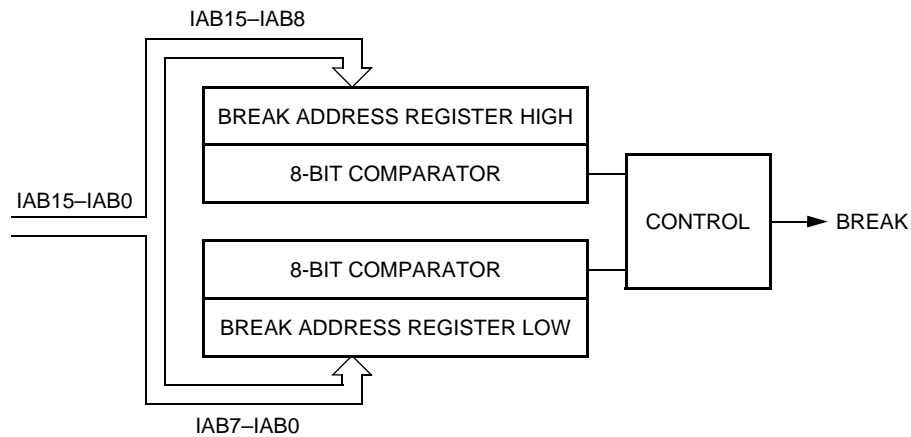 IAB15–IAB8
BREAK ADDRESS REGISTER HIGH
8-BIT COMPARATOR
IAB15–IAB0
CONTROL
BREAK
8-BIT COMPARATOR
BREAK ADDRESS REGISTER LOW
IAB7–IAB0